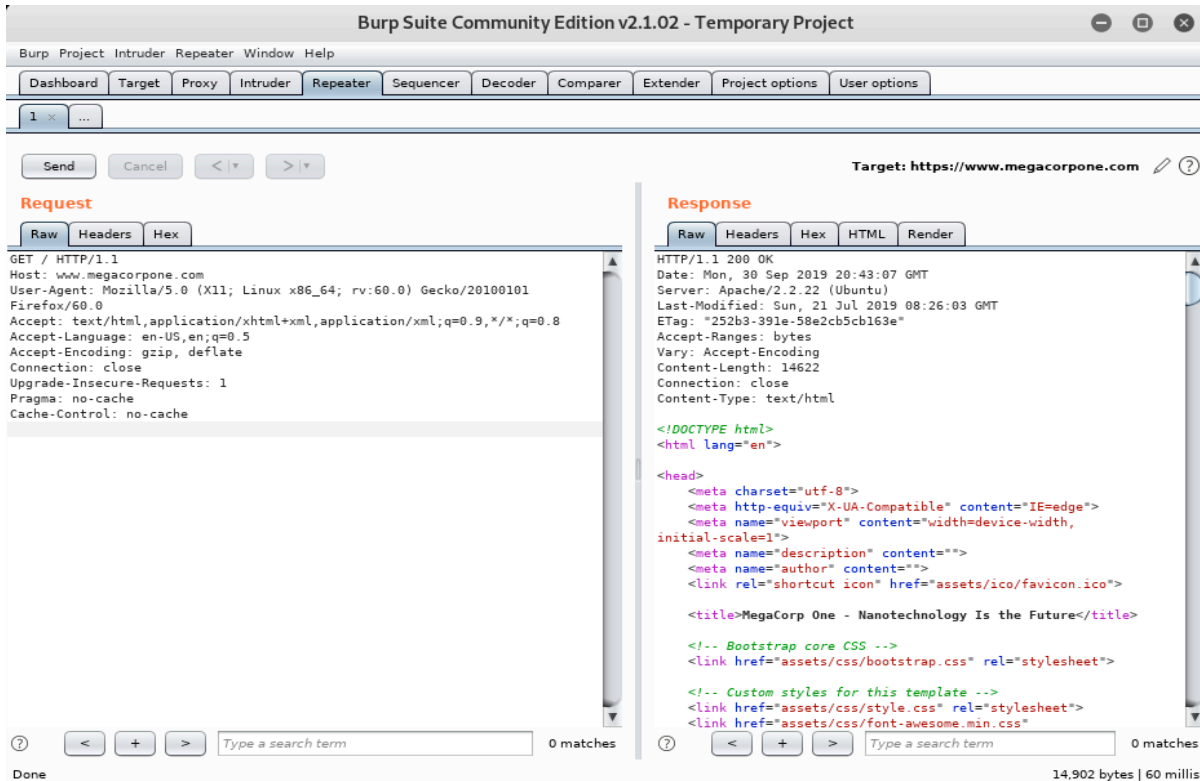 Burp Suite Community Edition v2.1.02 - Temporary Project
Burp Project Intruder Repeater Window Help
Dashboard Target Proxy Intruder Repeater Sequencer Decoder Comparer Extender Project options User options
1 × ...
Send Cancel < > Target: https://www.megacorpone.com ?
Request
Raw Headers Hex
GET / HTTP/1.1
Host: www.megacorpone.com
User-Agent: Mozilla/5.0 (X11; Linux x86_64; rv:60.0) Gecko/20100101
Firefox/60.0
Accept: text/html,application/xhtml+xml,application/xml;q=0.9,*/*;q=0.8
Accept-Language: en-US,en;q=0.5
Accept-Encoding: gzip, deflate
Connection: close
Upgrade-Insecure-Requests: 1
Pragma: no-cache
Cache-Control: no-cache
? < + > Type a search term 0 matches
Response
Raw Headers Hex HTML Render
HTTP/1.1 200 OK
Date: Mon, 30 Sep 2019 20:43:07 GMT
Server: Apache/2.2.22 (Ubuntu)
Last-Modified: Sun, 21 Jul 2019 08:26:03 GMT
ETag: "252b3-391e-58e2cb5cb163e"
Accept-Ranges: bytes
Vary: Accept-Encoding
Content-Length: 14622
Connection: close
Content-Type: text/html
<!DOCTYPE html>
<html lang="en">
<head>
<meta charset="utf-8">
<meta http-equiv="X-UA-Compatible" content="IE=edge">
<meta name="viewport" content="width=device-width,
initial-scale=1">
<meta name="description" content="">
<meta name="author" content="">
<link rel="shortcut icon" href="assets/ico/favicon.ico">
<title>MegaCorp One - Nanotechnology Is the Future</title>
<!-- Bootstrap core CSS -->
<link href="assets/css/bootstrap.css" rel="stylesheet">
<!-- Custom styles for this template -->
<link href="assets/css/style.css" rel="stylesheet">
<link href="assets/css/font-awesome.min.css"
? < + > Type a search term 0 matches
Done 14,902 bytes | 60 millis